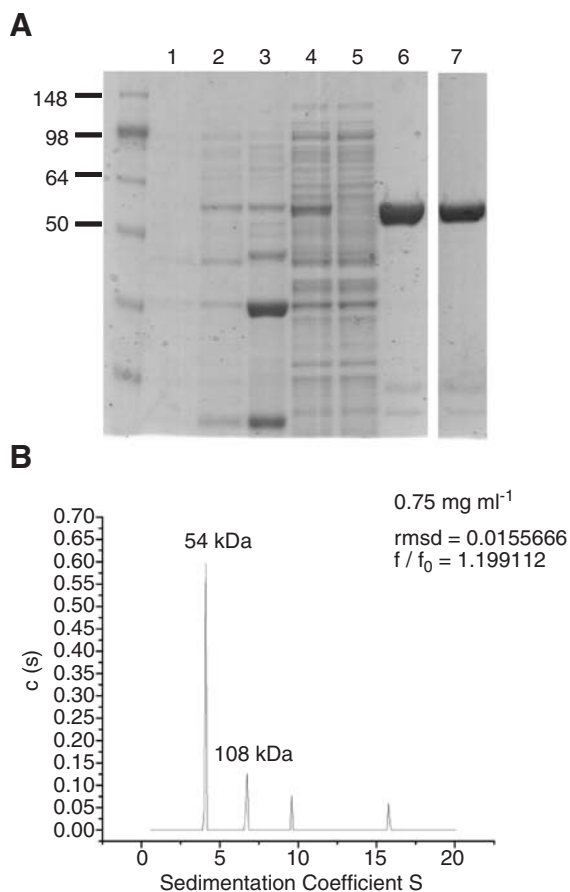 A
1 2 3 4 5 6 7
148
98
64
50
B
0.75 mg ml-1
rmsd = 0.0155666
f / f0 = 1.199112
54 kDa
108 kDa
c (s)
0.70
0.65
0.60
0.55
0.50
0.45
0.40
0.35
0.30
0.25
0.20
0.15
0.10
0.05
0.00
0 5 10 15 20
Sedimentation Coefficient S